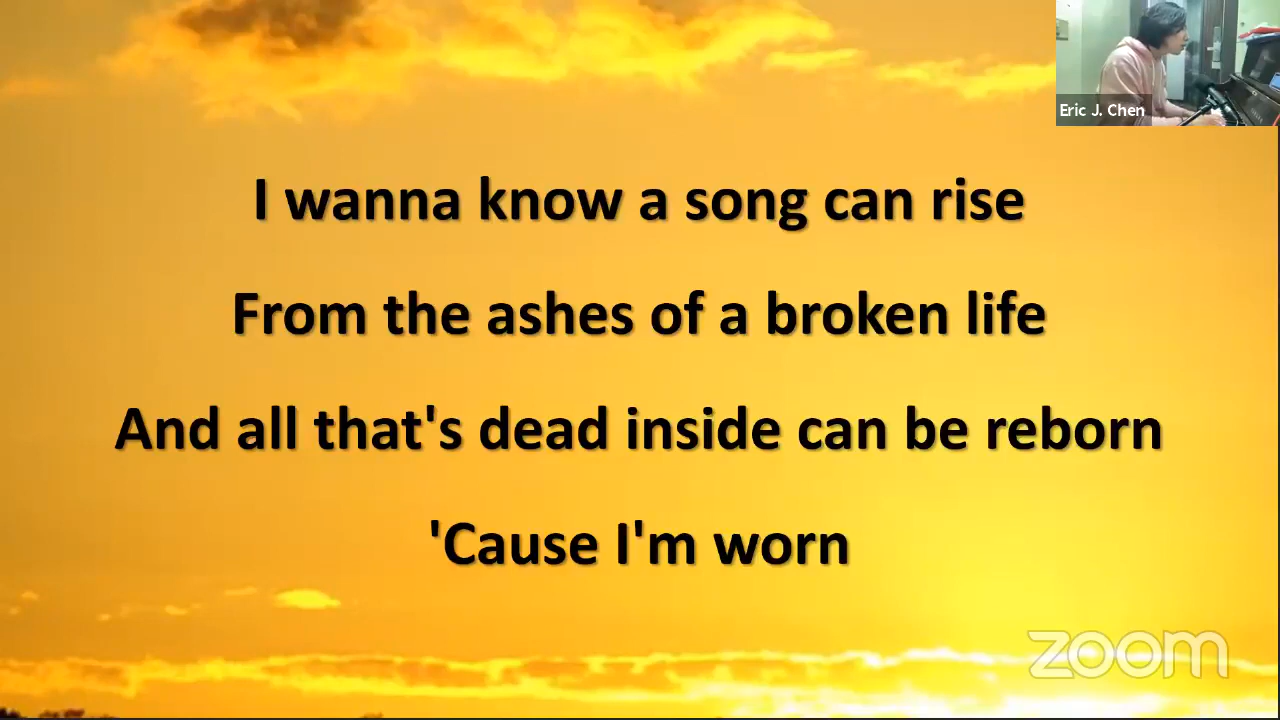 Eric J. Chen
I wanna know a song can rise
From the ashes of a broken life
And all that's dead inside can be reborn
'Cause I'm worn
zoom